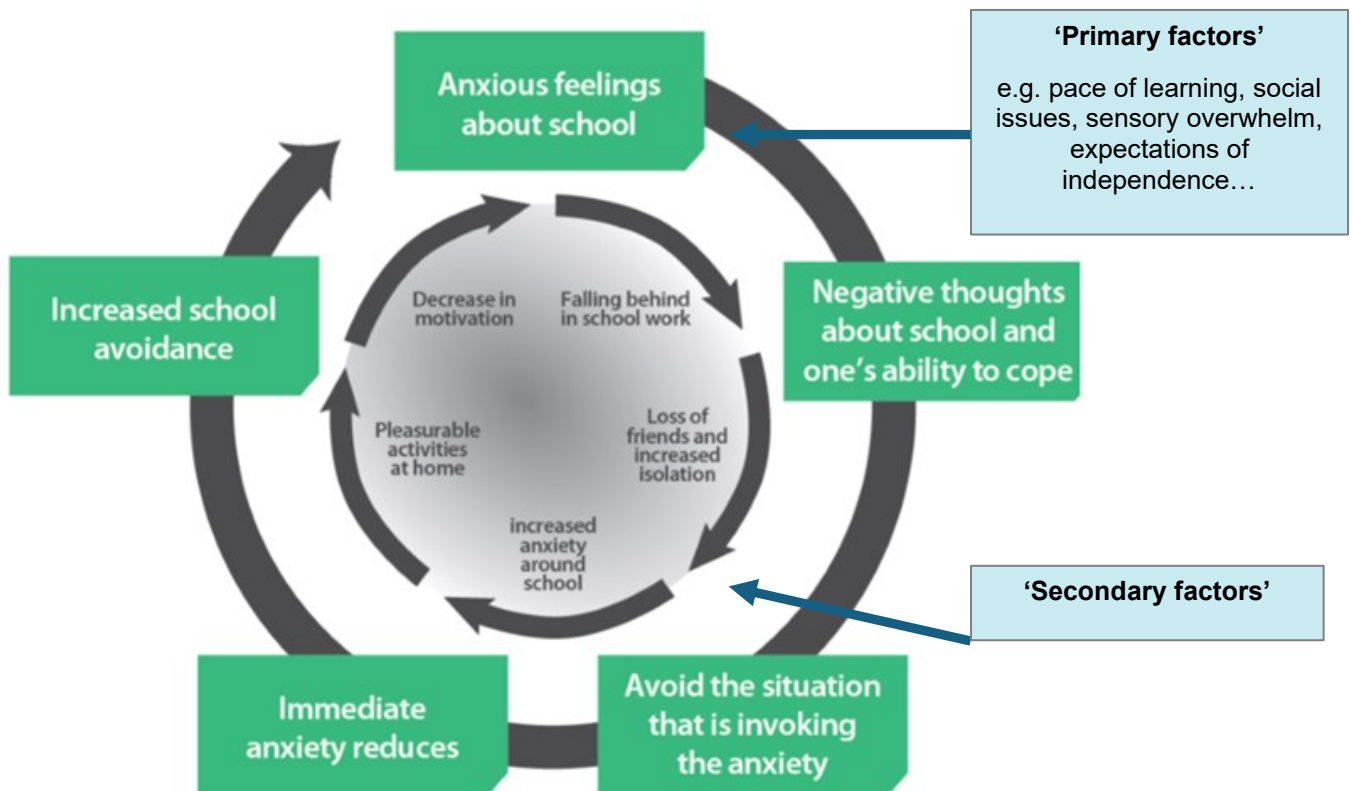 Anxious feelings
about school
‘Primary factors’
e.g. pace of learning, social
issues, sensory overwhelm,
expectations of
independence…
Negative thoughts
about school and
one’s ability to cope
Avoid the situation
that is invoking
the anxiety
Immediate
anxiety reduces
Increased school
avoidance
Falling behind
in school work
Loss of
friends and
increased
isolation
increased
anxiety
around
school
Pleasurable
activities
at home
Decrease in
motivation
‘Secondary factors’